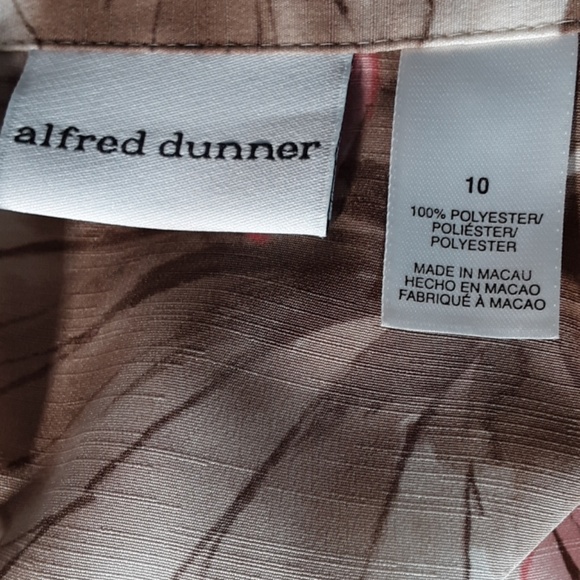 alfred dunner
10
100% POLYESTER/
POLIÉSTER/
POLYESTER
MADE IN MACAU
HECHO EN MACAO
FABRIQUÉ À MACAO